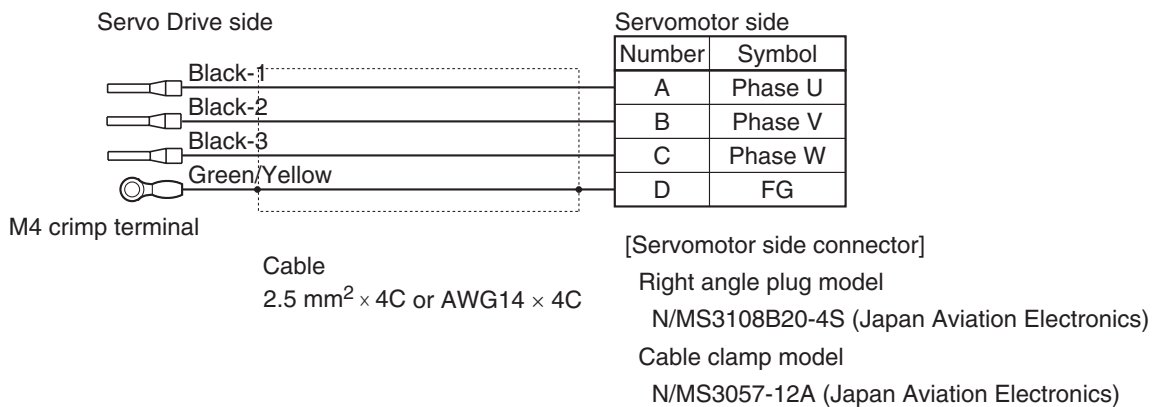 Servo Drive side
Servomotor side
Number Symbol
Black-1
A Phase U
Black-2
B Phase V
Black-3
C Phase W
Green/Yellow
D FG
M4 crimp terminal
Cable
2.5 mm² × 4C or AWG14 × 4C
[Servomotor side connector]
Right angle plug model
N/MS3108B20-4S (Japan Aviation Electronics)
Cable clamp model
N/MS3057-12A (Japan Aviation Electronics)